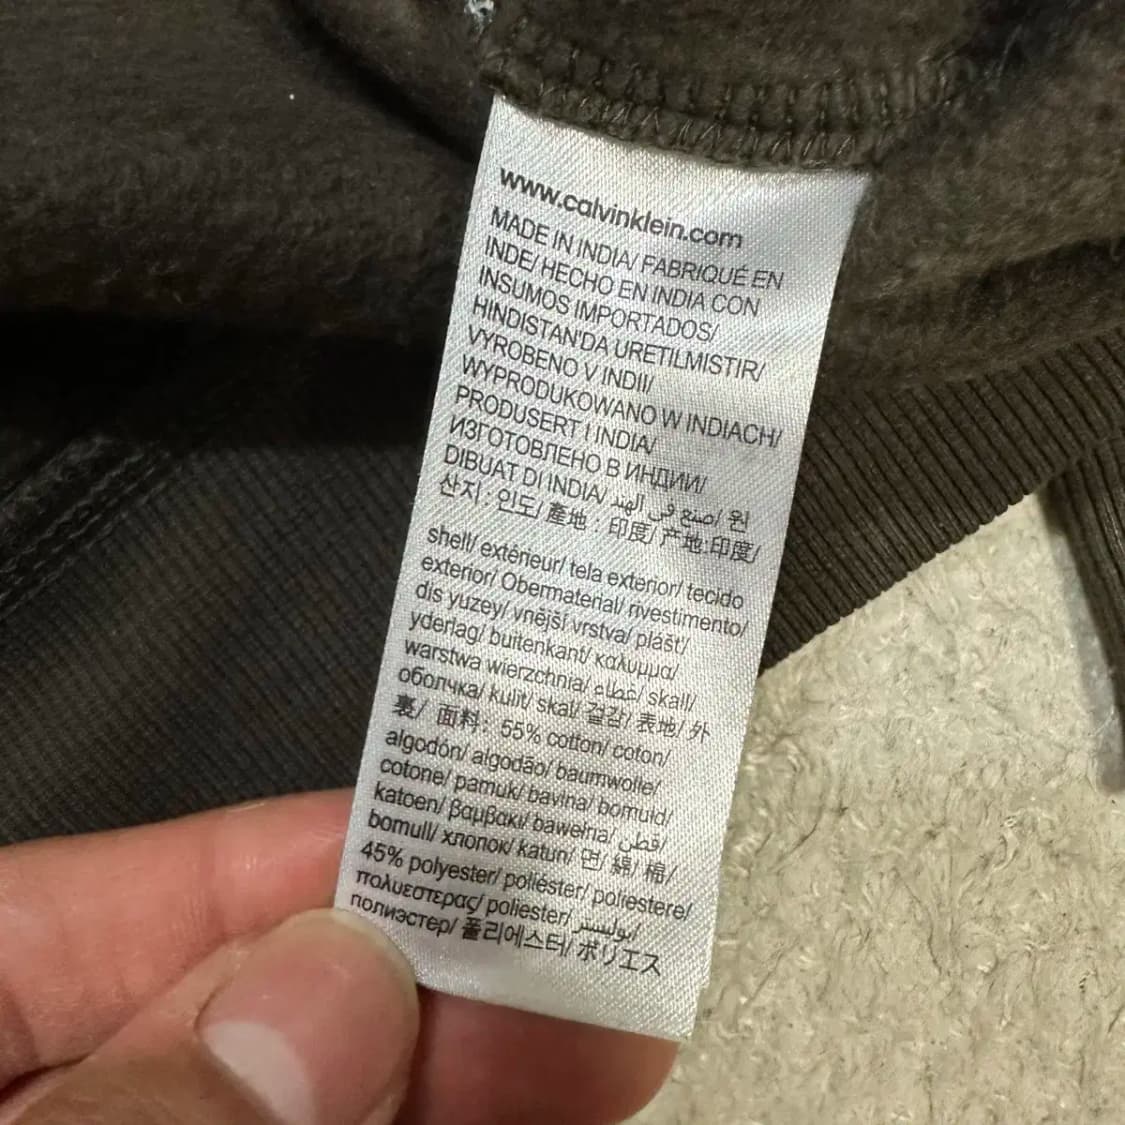 www.calvinklein.com
MADE IN INDIA/ FABRIQUÉ EN
INDE/ HECHO EN INDIA CON
INSUMOS IMPORTADOS/
HINDISTAN'DA URETILMISTIR/
VYROBENO V INDII/
WYPRODUKOWANO W INDIACH/
PRODUSERT I INDIA/
ИЗГОТОВЛЕНО В ИНДИИ/
DIBUAT DI INDIA/ صنع في الهند/ 원
산지 : 인도/ 產地 : 印度/ 产地:印度/
shell/ extérieur/ tela exterior/ tecido
exterior/ Obermaterial/ rivestimento/
dis yuzey/ vnější vrstva/ plášť/
yderlag/ buitenkant/ καλυμμα/
warstwa wierzchnia/ غطاء/ skall/
оболчка/ kulit/ skal/ 겉감/ 表地/ 外
裏/ 面料: 55% cotton/ coton/
algodón/ algodão/ baumwolle/
cotone/ pamuk/ bavlna/ bomuld/
katoen/ βαμβακι/ bawełna/ قطن/
bomull/ хлопок/ katun/ 면/ 綿/ 棉/
45% polyester/ poliéster/ poliestere/
πολυεστερας/ poliester/ بوليستر/
полиэстер/ 폴리에스터/ ポリエス